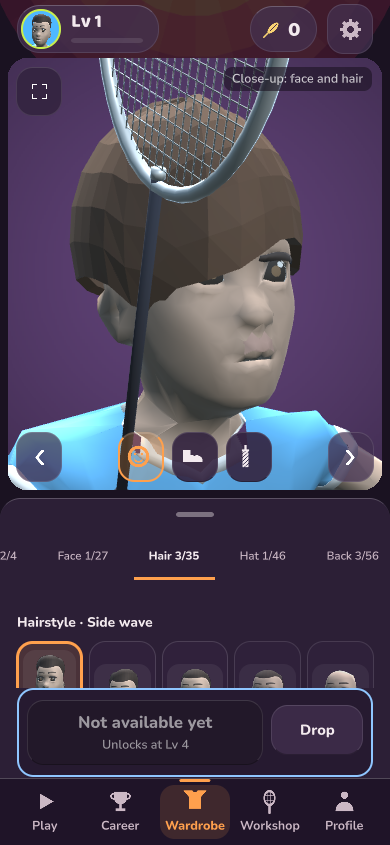 Lv 1
0
Close-up: face and hair
2/4
Face 1/27
Hair 3/35
Hat 1/46
Back 3/56
Hairstyle · Side wave
Not available yet
Unlocks at Lv 4
Drop
Play
Career
Wardrobe
Workshop
Profile